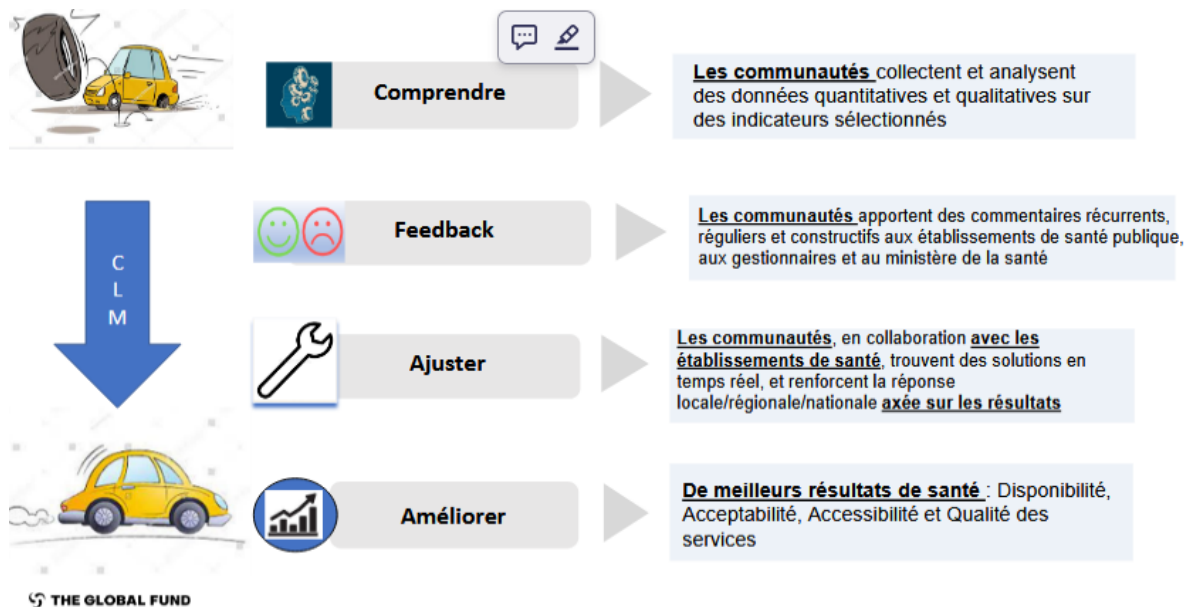 Comprendre
Les communautés collectent et analysent
des données quantitatives et qualitatives sur
des indicateurs sélectionnés
Feedback
Les communautés apportent des commentaires récurrents,
réguliers et constructifs aux établissements de santé publique,
aux gestionnaires et au ministère de la santé
C
L
M
Ajuster
Les communautés, en collaboration avec les
établissements de santé, trouvent des solutions en
temps réel, et renforcent la réponse
locale/régionale/nationale axée sur les résultats
Améliorer
De meilleurs résultats de santé : Disponibilité,
Acceptabilité, Accessibilité et Qualité des
services
THE GLOBAL FUND